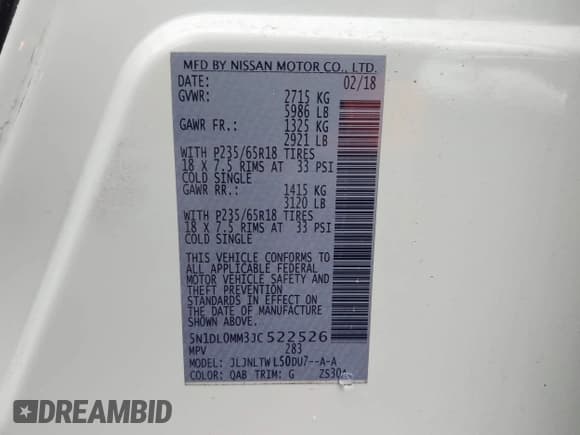 MFD BY NISSAN MOTOR CO., LTD.
DATE: 02/18
GVWR: 2715 KG
5986 LB
GAWR FR.: 1325 KG
2921 LB
WITH P235/65R18 TIRES
18 X 7.5 RIMS AT 33 PSI
COLD SINGLE
GAWR RR.: 1415 KG
3120 LB
WITH P235/65R18 TIRES
18 X 7.5 RIMS AT 33 PSI
COLD SINGLE
THIS VEHICLE CONFORMS TO
ALL APPLICABLE FEDERAL
MOTOR VEHICLE SAFETY AND
THEFT PREVENTION
STANDARDS IN EFFECT ON
THE DATE OF MANUFACTURE
SHOWN ABOVE.
5N1DL0MM3JC522526
MPV 283
MODEL: JLJNLTWL50DU7--A-A
COLOR: QAB TRIM: G ZS30A
DREAMBID